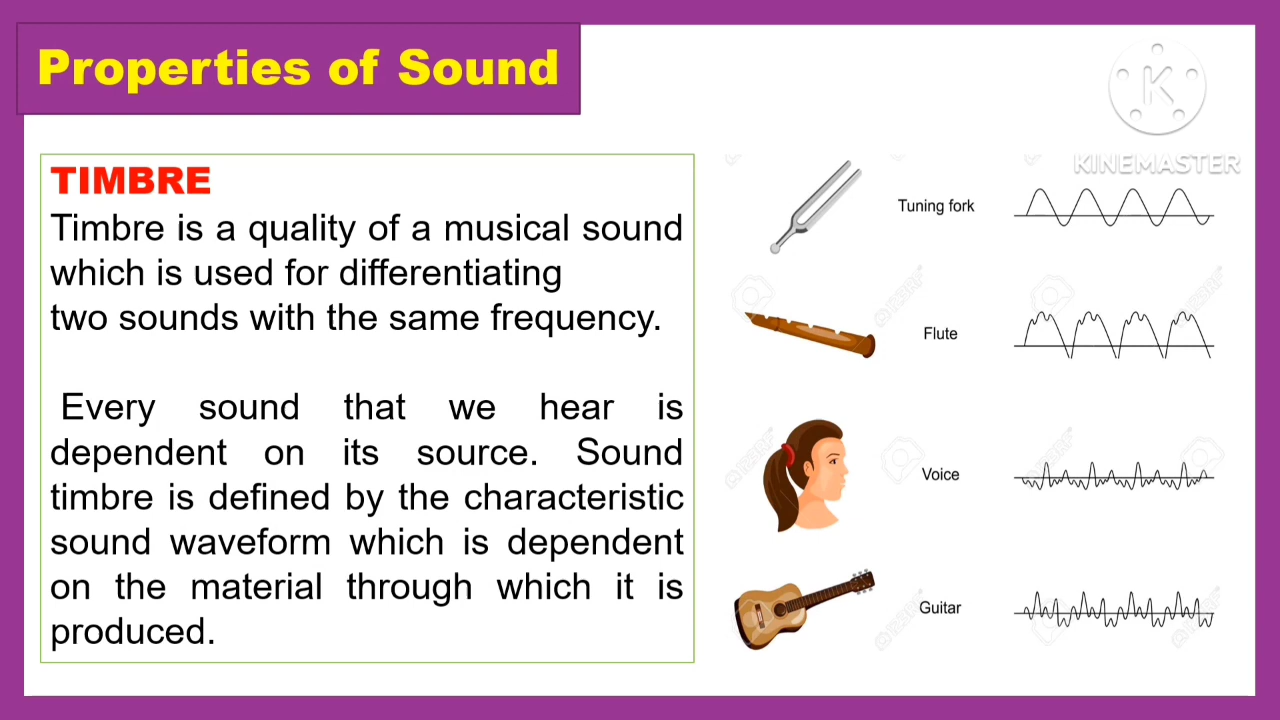 Properties of Sound
K
KINEMASTER
TIMBRE
Timbre is a quality of a musical sound
which is used for differentiating
two sounds with the same frequency.
Every sound that we hear is
dependent on its source. Sound
timbre is defined by the characteristic
sound waveform which is dependent
on the material through which it is
produced.
Tuning fork
Flute
Voice
Guitar